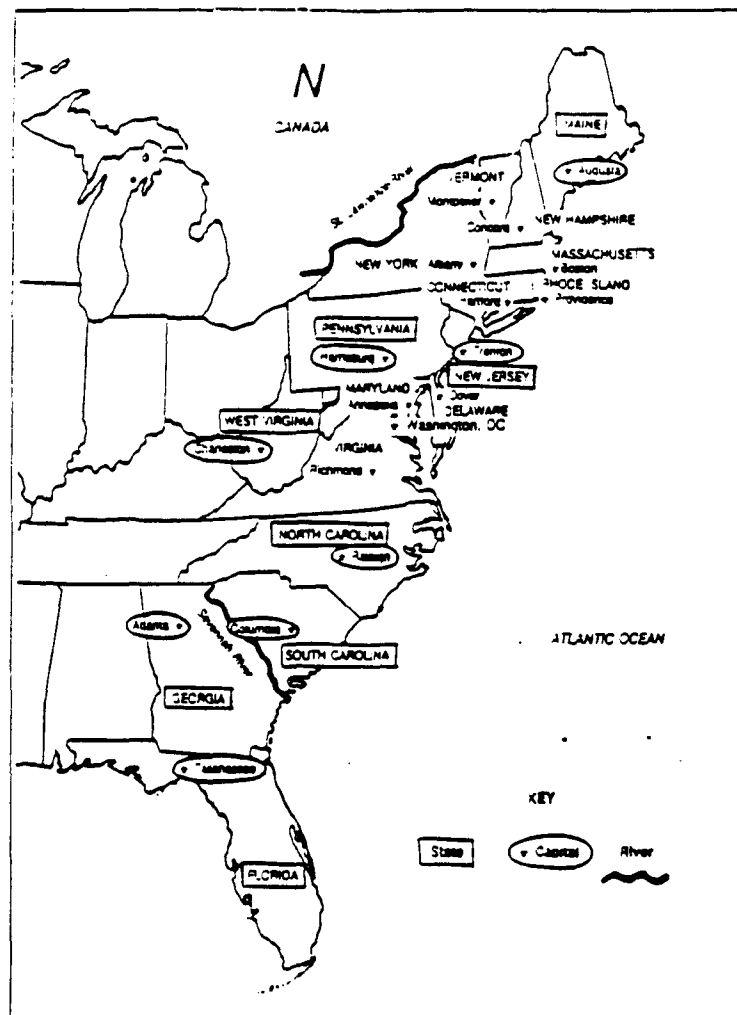 N
CANADA
MAINE
Augusta
VERMONT
Montpelier
Concord
NEW HAMPSHIRE
NEW YORK
Albany
MASSACHUSETTS
Boston
CONNECTICUT
RHODE ISLAND
Hartford
Providence
PENNSYLVANIA
Harrisburg
Trenton
NEW JERSEY
MARYLAND
Dover
Annapolis
DELAWARE
Washington, DC
WEST VIRGINIA
Charleston
VIRGINIA
Richmond
NORTH CAROLINA
Raleigh
Savannah River
Columbia
SOUTH CAROLINA
ATLANTIC OCEAN
GEORGIA
Tallahassee
FLORIDA
KEY
State
Capital
River